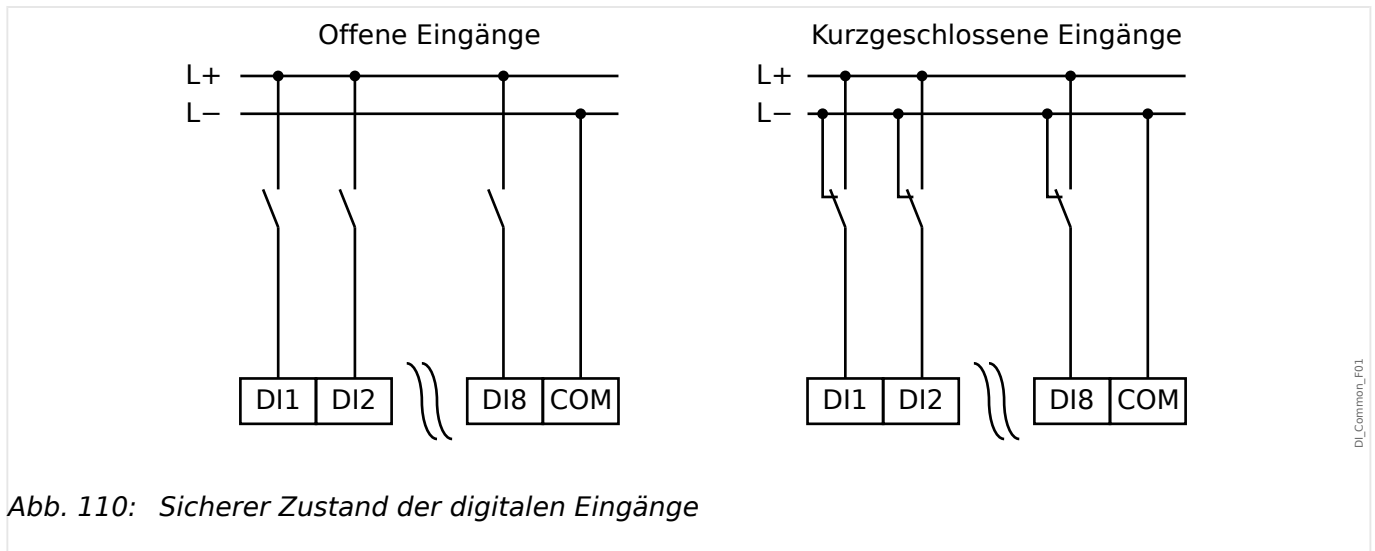 Offene Eingänge
L+
L−
DI1 DI2 DI8 COM
Kurzgeschlossene Eingänge
L+
L−
DI1 DI2 DI8 COM
DI_Common_F01
Abb. 110: Sicherer Zustand der digitalen Eingänge